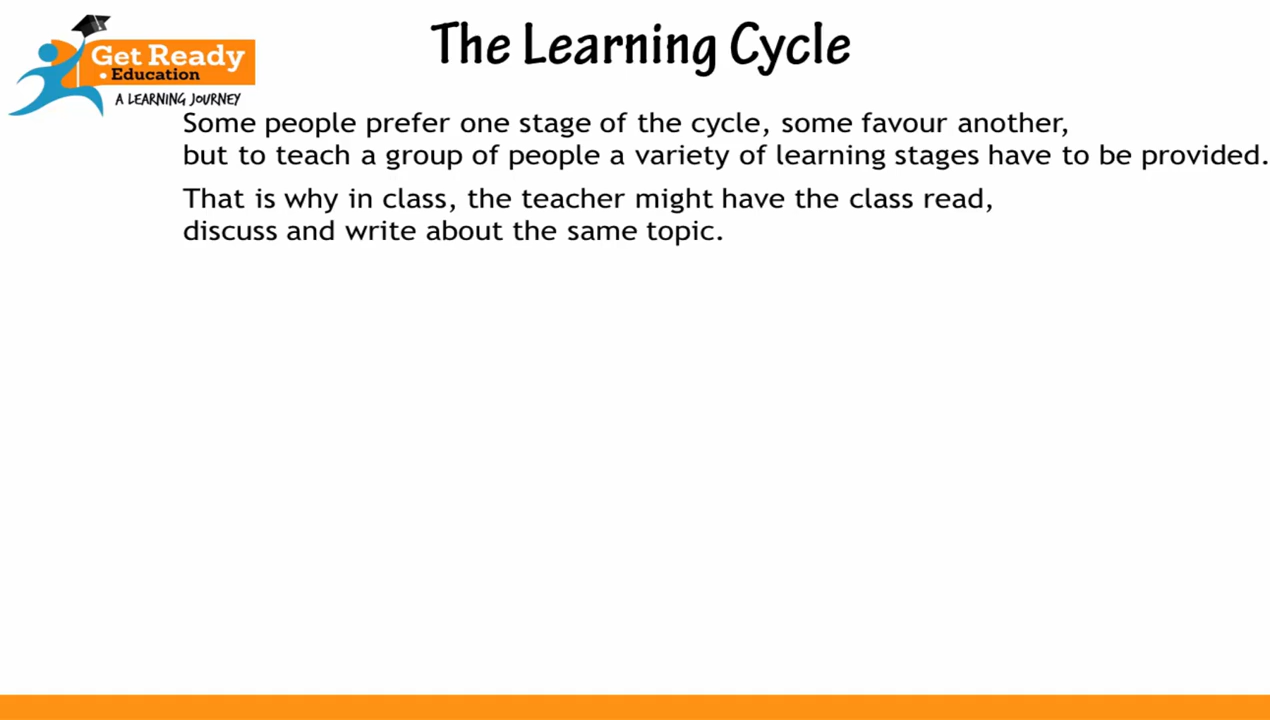 The Learning Cycle
Get Ready
• Education
A LEARNING JOURNEY
Some people prefer one stage of the cycle, some favour another,
but to teach a group of people a variety of learning stages have to be provided.
That is why in class, the teacher might have the class read,
discuss and write about the same topic.